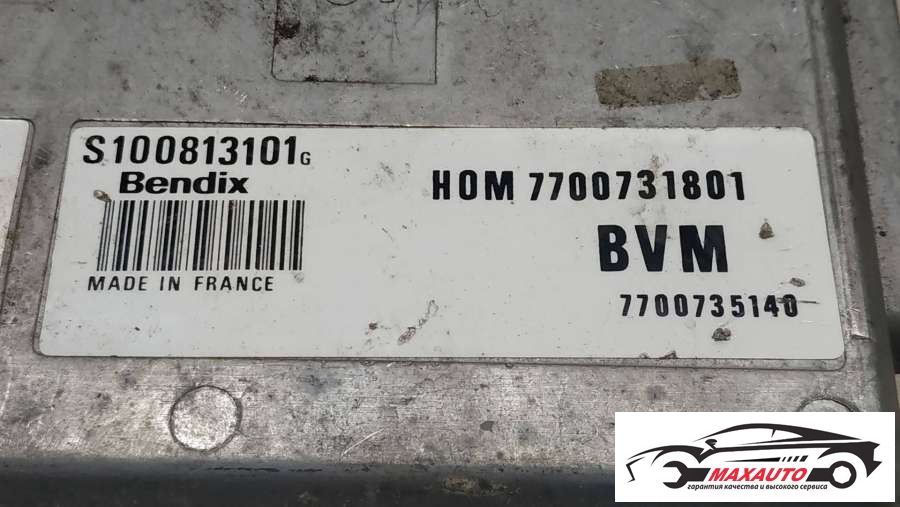 S100813101G
Bendix
MADE IN FRANCE
HOM 7700731801
BVM
7700735140
MAXAUTO
гарантия качества и высокого сервиса